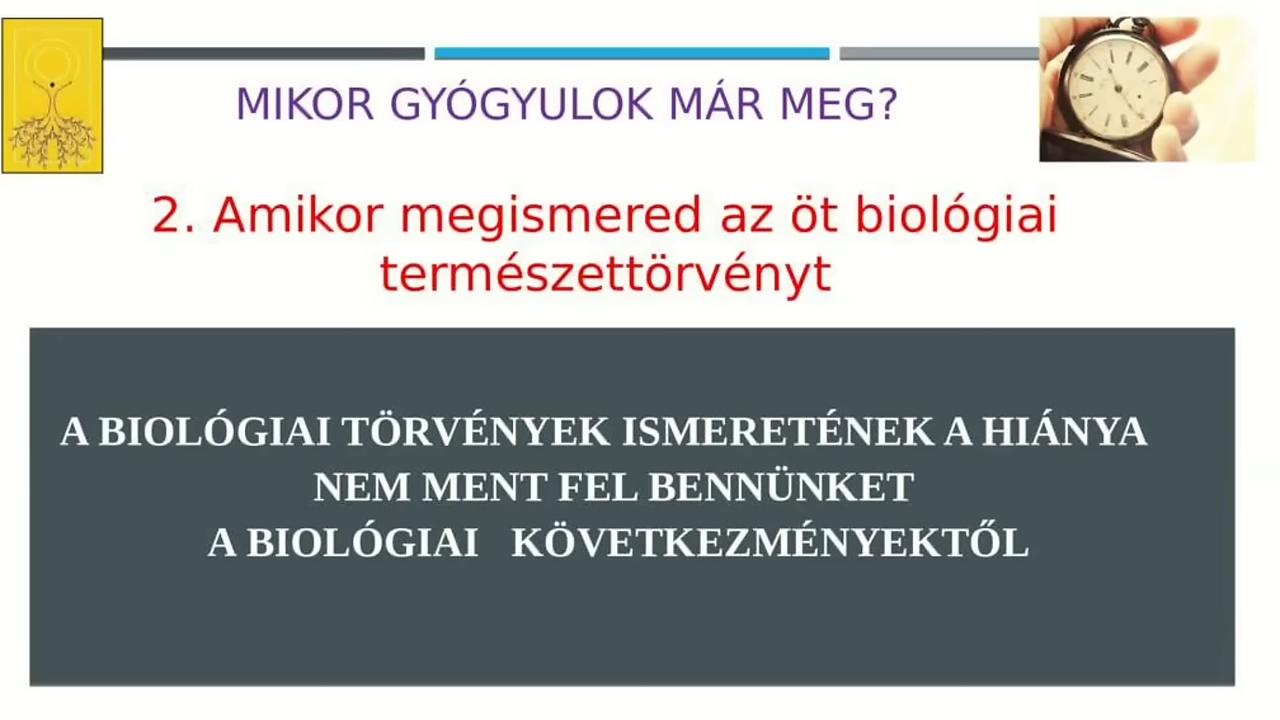 MIKOR GYÓGYULOK MÁR MEG?
2. Amikor megismered az öt biológiai
természettörvényt
A BIOLÓGIAI TÖRVÉNYEK ISMERETÉNEK A HIÁNYA
NEM MENT FEL BENNÜNKET
A BIOLÓGIAI KÖVETKEZMÉNYEKTŐL